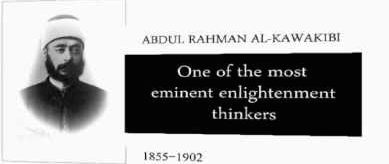 ABDUL RAHMAN AL-KAWAKIBI
One of the most
eminent enlightenment
thinkers
1855–1902